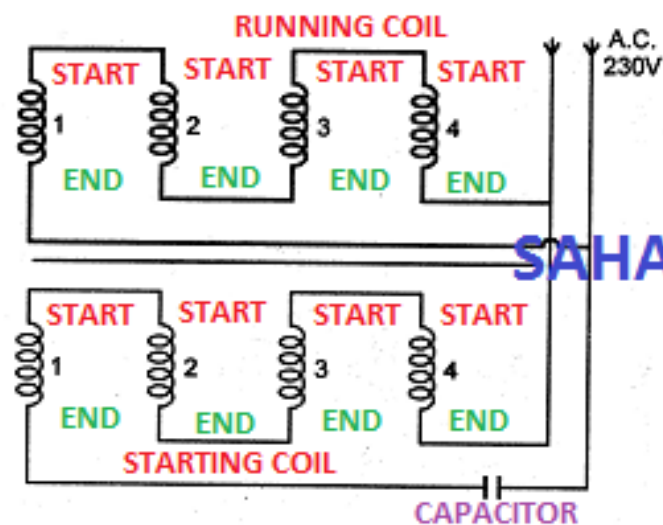 RUNNING COIL
A.C.
230V
START START START START
1 2 3 4
END END END END
SAHA
START START START START
1 2 3 4
END END END END
STARTING COIL
CAPACITOR